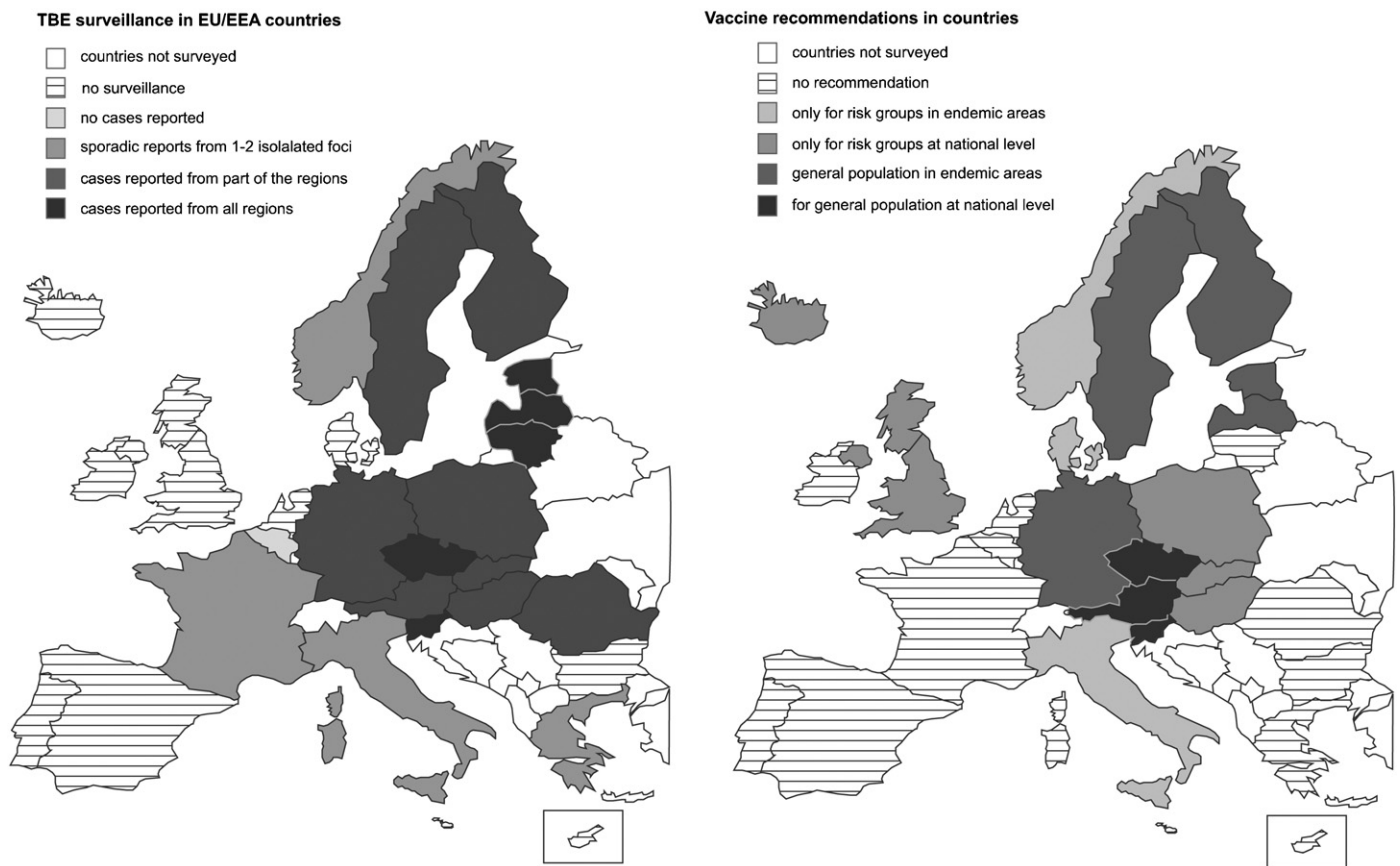 TBE surveillance in EU/EEA countries
countries not surveyed
no surveillance
no cases reported
sporadic reports from 1-2 isolalated foci
cases reported from part of the regions
cases reported from all regions
Vaccine recommendations in countries
countries not surveyed
no recommendation
only for risk groups in endemic areas
only for risk groups at national level
general population in endemic areas
for general population at national level